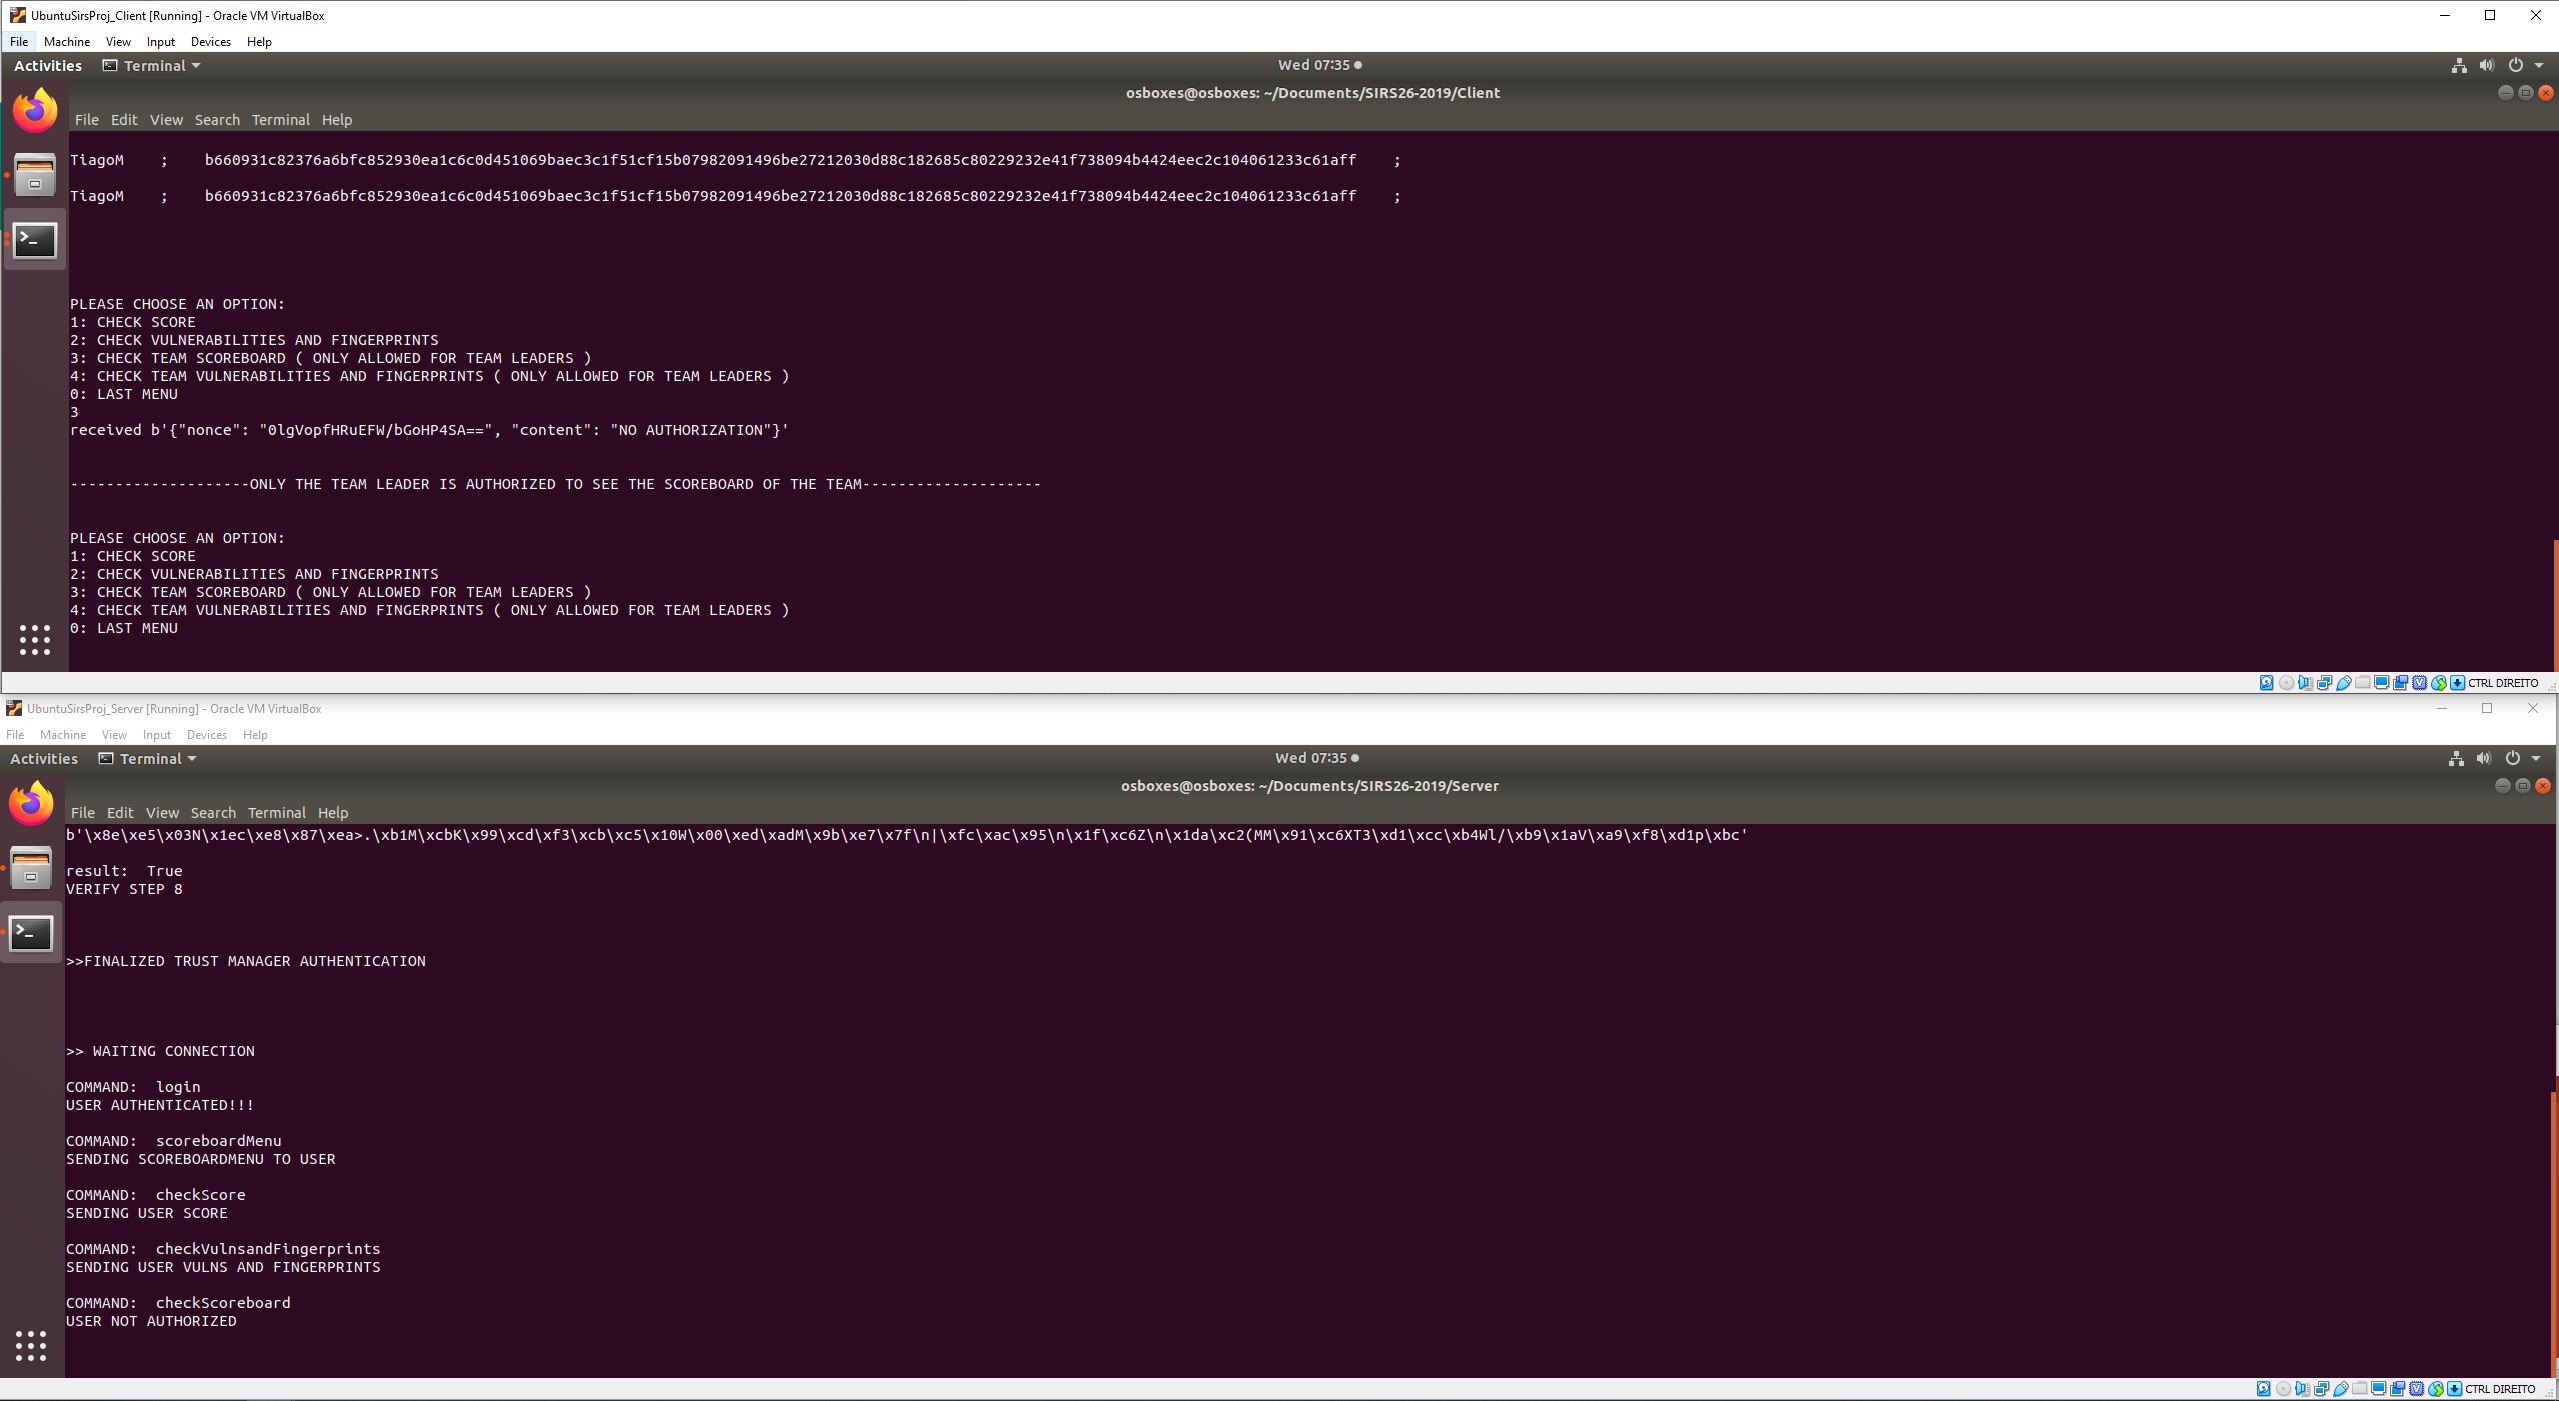 UbuntuSirsProj_Client [Running] - Oracle VM VirtualBox
File Machine View Input Devices Help
Activities Terminal Wed 07:35
osboxes@osboxes: ~/Documents/SIRS26-2019/Client
File Edit View Search Terminal Help
TiagoM ; b660931c82376a6bfc852930ea1c6c0d451069baec3c1f51cf15b07982091496be27212030d88c182685c80229232e41f738094b4424eec2c104061233c61aff ;
TiagoM ; b660931c82376a6bfc852930ea1c6c0d451069baec3c1f51cf15b07982091496be27212030d88c182685c80229232e41f738094b4424eec2c104061233c61aff ;
PLEASE CHOOSE AN OPTION:
1: CHECK SCORE
2: CHECK VULNERABILITIES AND FINGERPRINTS
3: CHECK TEAM SCOREBOARD ( ONLY ALLOWED FOR TEAM LEADERS )
4: CHECK TEAM VULNERABILITIES AND FINGERPRINTS ( ONLY ALLOWED FOR TEAM LEADERS )
0: LAST MENU
3
received b'{"nonce": "0lgVopfHRuEFW/bGoHP4SA==", "content": "NO AUTHORIZATION"}'
--------------------ONLY THE TEAM LEADER IS AUTHORIZED TO SEE THE SCOREBOARD OF THE TEAM--------------------
PLEASE CHOOSE AN OPTION:
1: CHECK SCORE
2: CHECK VULNERABILITIES AND FINGERPRINTS
3: CHECK TEAM SCOREBOARD ( ONLY ALLOWED FOR TEAM LEADERS )
4: CHECK TEAM VULNERABILITIES AND FINGERPRINTS ( ONLY ALLOWED FOR TEAM LEADERS )
0: LAST MENU
CTRL DIREITO
UbuntuSirsProj_Server [Running] - Oracle VM VirtualBox
File Machine View Input Devices Help
Activities Terminal Wed 07:35
osboxes@osboxes: ~/Documents/SIRS26-2019/Server
File Edit View Search Terminal Help
b'\x8e\xe5\x03N\x1ec\xe8\x87\xea>.\xb1M\xcbK\x99\xcd\xf3\xcb\xc5\x10W\x00\xed\xadM\x9b\xe7\x7f\n|\xfc\xac\x95\n\x1f\xc6Z\n\x1da\xc2(MM\x91\xc6XT3\xd1\xcc\xb4Wl/\xb9\x1aV\xa9\xf8\xd1p\xbc'
result: True
VERIFY STEP 8
>>FINALIZED TRUST MANAGER AUTHENTICATION
>> WAITING CONNECTION
COMMAND: login
USER AUTHENTICATED!!!
COMMAND: scoreboardMenu
SENDING SCOREBOARDMENU TO USER
COMMAND: checkScore
SENDING USER SCORE
COMMAND: checkVulnsandFingerprints
SENDING USER VULNS AND FINGERPRINTS
COMMAND: checkScoreboard
USER NOT AUTHORIZED
CTRL DIREITO